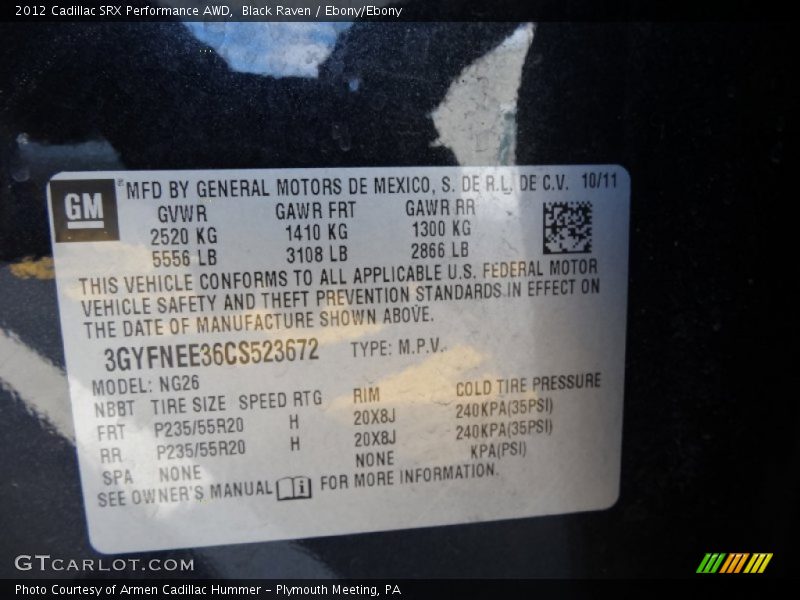 2012 Cadillac SRX Performance AWD,  Black Raven / Ebony/Ebony
GM ® MFD BY GENERAL MOTORS DE MEXICO, S. DE R.L. DE C.V. 10/11
GVWR GAWR FRT GAWR RR
2520 KG 1410 KG 1300 KG
5556 LB 3108 LB 2866 LB
THIS VEHICLE CONFORMS TO ALL APPLICABLE U.S. FEDERAL MOTOR
VEHICLE SAFETY AND THEFT PREVENTION STANDARDS IN EFFECT ON
THE DATE OF MANUFACTURE SHOWN ABOVE.
3GYFNEE36CS523672 TYPE: M.P.V.
MODEL: NG26
NBBT TIRE SIZE SPEED RTG RIM COLD TIRE PRESSURE
FRT P235/55R20 H 20X8J 240KPA(35PSI)
RR P235/55R20 H 20X8J 240KPA(35PSI)
SPA NONE NONE KPA(PSI)
SEE OWNER'S MANUAL i FOR MORE INFORMATION.
GTCARLOT.COM
Photo Courtesy of Armen Cadillac Hummer - Plymouth Meeting, PA